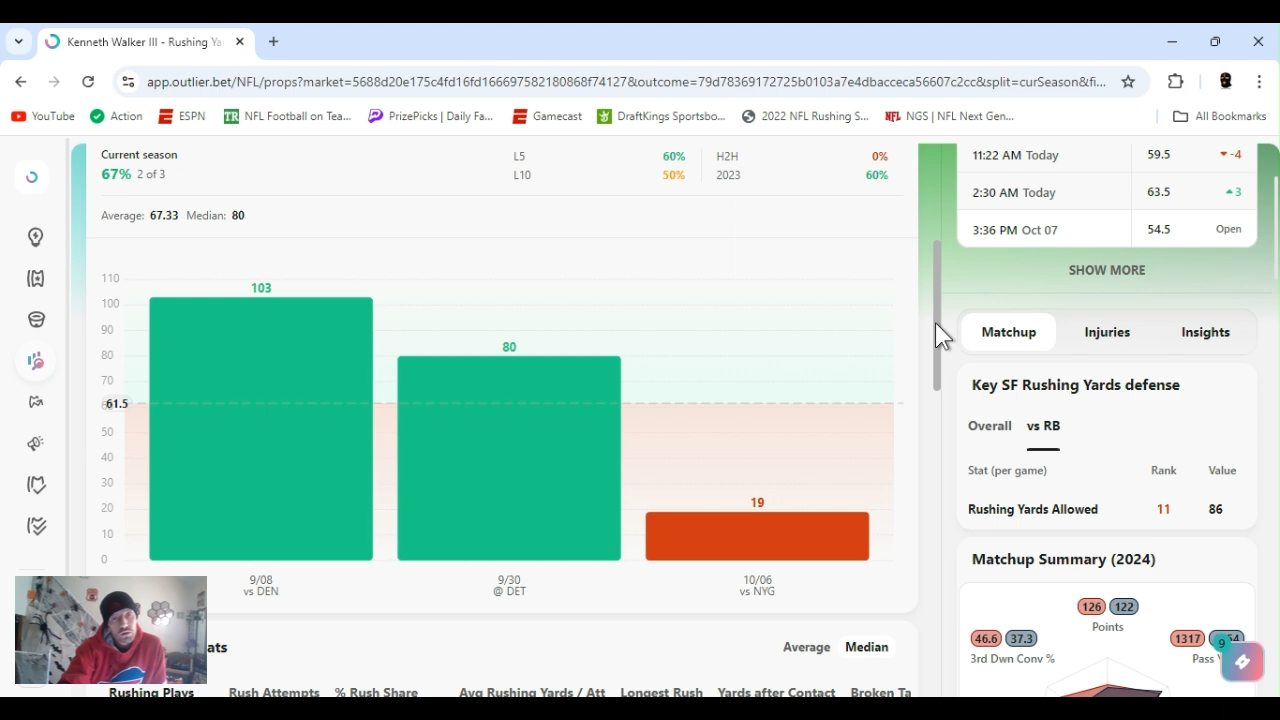 Kenneth Walker III - Rushing Ya
app.outlier.bet/NFL/props?market=5688d20e175c4fd16fd166697582180868f74127&outcome=79d78369172725b0103a7e4dbacceca56607c2cc&split=curSeason&fi...
YouTube Action ESPN NFL Football on Tea... PrizePicks | Daily Fa... Gamecast DraftKings Sportsbo... 2022 NFL Rushing S... NGS | NFL Next Gen... All Bookmarks
Current season
67% 2 of 3
L5 60% H2H 0%
L10 50% 2023 60%
Average: 67.33 Median: 80
110
100
90
80
70
61.5
50
40
30
20
10
0
103
80
19
9/08
vs DEN
9/30
@ DET
10/06
vs NYG
ats
Average Median
Rushing Plays Rush Attempts % Rush Share Avg Rushing Yards / Att Longest Rush Yards after Contact Broken Ta
11:22 AM Today 59.5 -4
2:30 AM Today 63.5 3
3:36 PM Oct 07 54.5 Open
SHOW MORE
Matchup Injuries Insights
Key SF Rushing Yards defense
Overall vs RB
Stat (per game) Rank Value
Rushing Yards Allowed 11 86
Matchup Summary (2024)
126 122
Points
46.6 37.3
3rd Dwn Conv %
1317
Pass
9